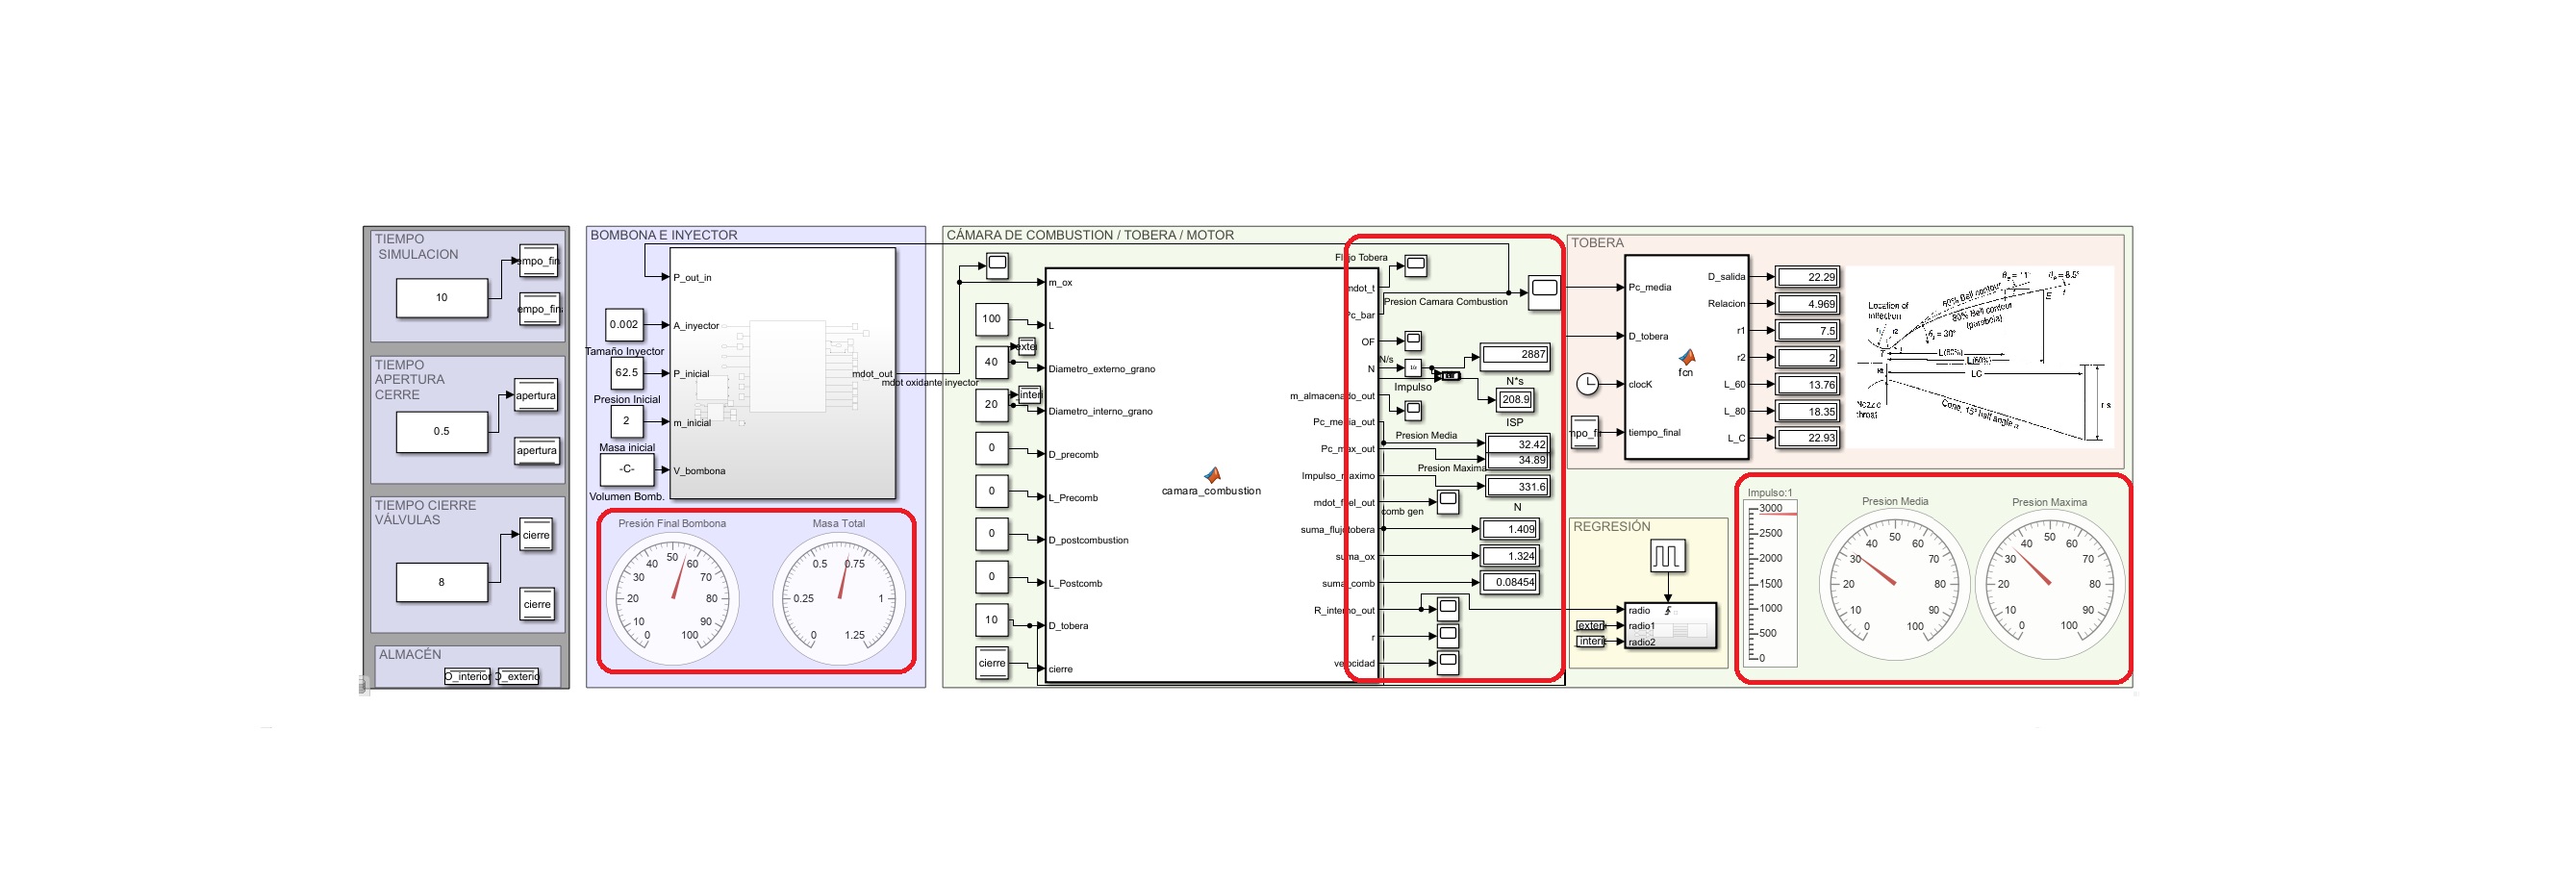 TIEMPO
SIMULACION
10
empo_fin
empo_fin
TIEMPO
APERTURA
CERRE
0.5
apertura
apertura
TIEMPO CIERRE
VÁLVULAS
8
cierre
cierre
ALMACÉN
D_interior
D_exterio
BOMBONA E INYECTOR
P_out_in
0.002
A_inyector
Tamaño Inyector
62.5
P_inicial
Presion Inicial
2
m_inicial
Masa inicial
-C-
V_bombona
Volumen Bomb.
mdot_out
mdot oxidante inyector
Presión Final Bombona
0 10 20 30 40 50 60 70 80 90 100
Masa Total
0 0.25 0.5 0.75 1 1.25
CÁMARA DE COMBUSTION / TOBERA / MOTOR
m_ox
100
L
exte
40
Diametro_externo_grano
interi
20
Diametro_interno_grano
0
D_precomb
0
L_Precomb
0
D_postcombustion
0
L_Postcomb
10
D_tobera
cierre
cierre
camara_combustion
Flujo Tobera
mdot_t
Presion Camara Combustion
Pc_bar
OF
N/s
N
Impulso
2887
N*s
208.9
ISP
m_almacenado_out
Pc_media_out
Presion Media
32.42
Pc_max_out
34.89
Presion Maxima
Impulso_maximo
331.6
N
mdot_fuel_out
comb gen
suma_flujotobera
1.409
suma_ox
1.324
suma_comb
0.08454
R_interno_out
r
velocidad
TOBERA
Pc_media
D_tobera
clocK
mpo_fi
tiempo_final
fcn
D_salida
22.29
Relacion
4.969
r1
7.5
r2
2
L_60
13.76
L_80
18.35
L_C
22.93
Location of
inflection
60% Bell contour
80% Bell contour
(parabola)
E
L(80%)
L(60%)
LC
Cone, 15° half angle
throat
REGRESIÓN
radio
exteri
radio1
interi
radio2
Impulso:1
3000
2500
2000
1500
1000
500
0
Presion Media
0 10 20 30 40 50 60 70 80 90 100
Presion Maxima
0 10 20 30 40 50 60 70 80 90 100